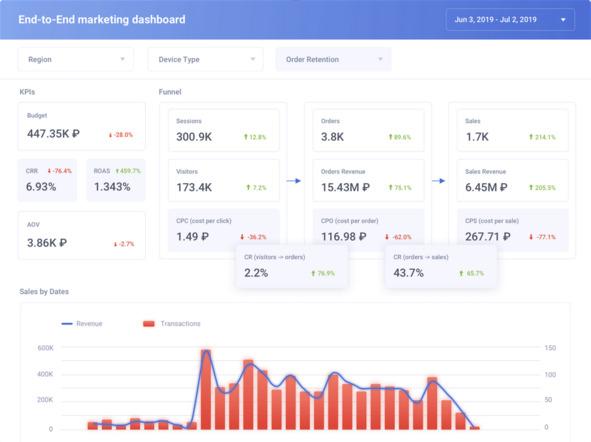 End-to-End marketing dashboard
Jun 3, 2019 - Jul 2, 2019
Region
Device Type
Order Retention
KPIs
Budget
447.35K ₽
-28.0%
CRR
-76.4%
6.93%
ROAS
459.7%
1.343%
AOV
3.86K ₽
-2.7%
Funnel
Sessions
300.9K
12.8%
Visitors
173.4K
7.2%
CPC (cost per click)
1.49 ₽
-36.2%
CR (visitors -> orders)
2.2%
76.9%
Orders
3.8K
89.6%
Orders Revenue
15.43M ₽
75.1%
CPO (cost per order)
116.98 ₽
-62.0%
CR (orders -> sales)
43.7%
65.7%
Sales
1.7K
214.1%
Sales Revenue
6.45M ₽
205.5%
CPS (cost per sale)
267.71 ₽
-77.1%
Sales by Dates
Revenue
Transactions
600K
400K
200K
0
150
100
50
0